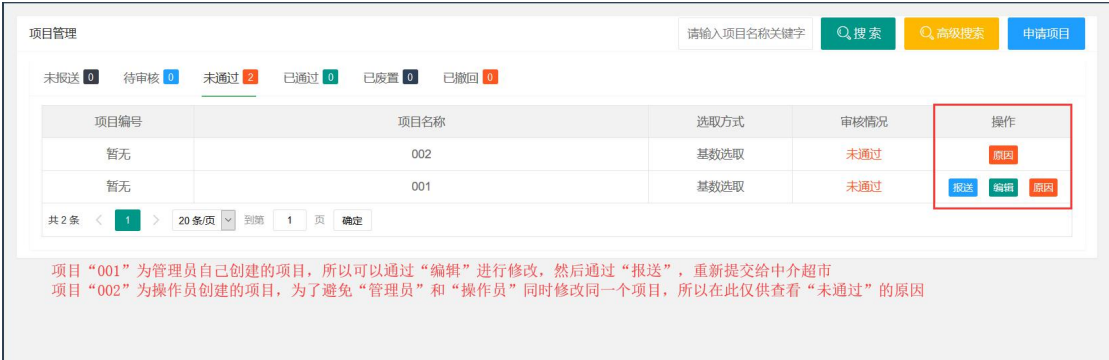 项目管理 请输入项目名称关键字 搜索 高级搜索 申请项目
未报送 0 待审核 0 未通过 2 已通过 0 已废置 0 已撤回 0
项目编号 项目名称 选取方式 审核情况 操作
暂无 002 基数选取 未通过 原因
暂无 001 基数选取 未通过 报送 编辑 原因
共 2 条 < 1 > 20 条/页 到第 1 页 确定
项目“001”为管理员自己创建的项目，所以可以通过“编辑”进行修改，然后通过“报送”，重新提交给中介超市
项目“002”为操作员创建的项目，为了避免“管理员”和“操作员”同时修改同一个项目，所以在此仅供查看“未通过”的原因